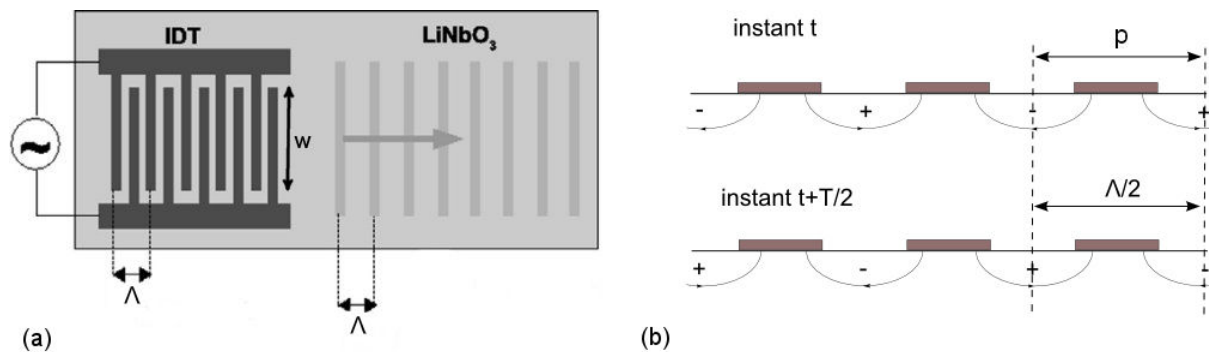 IDT
LiNbO₃
w
Λ
Λ
(a)
instant t
p
- + - +
instant t+T/2
Λ/2
+ - + -
(b)